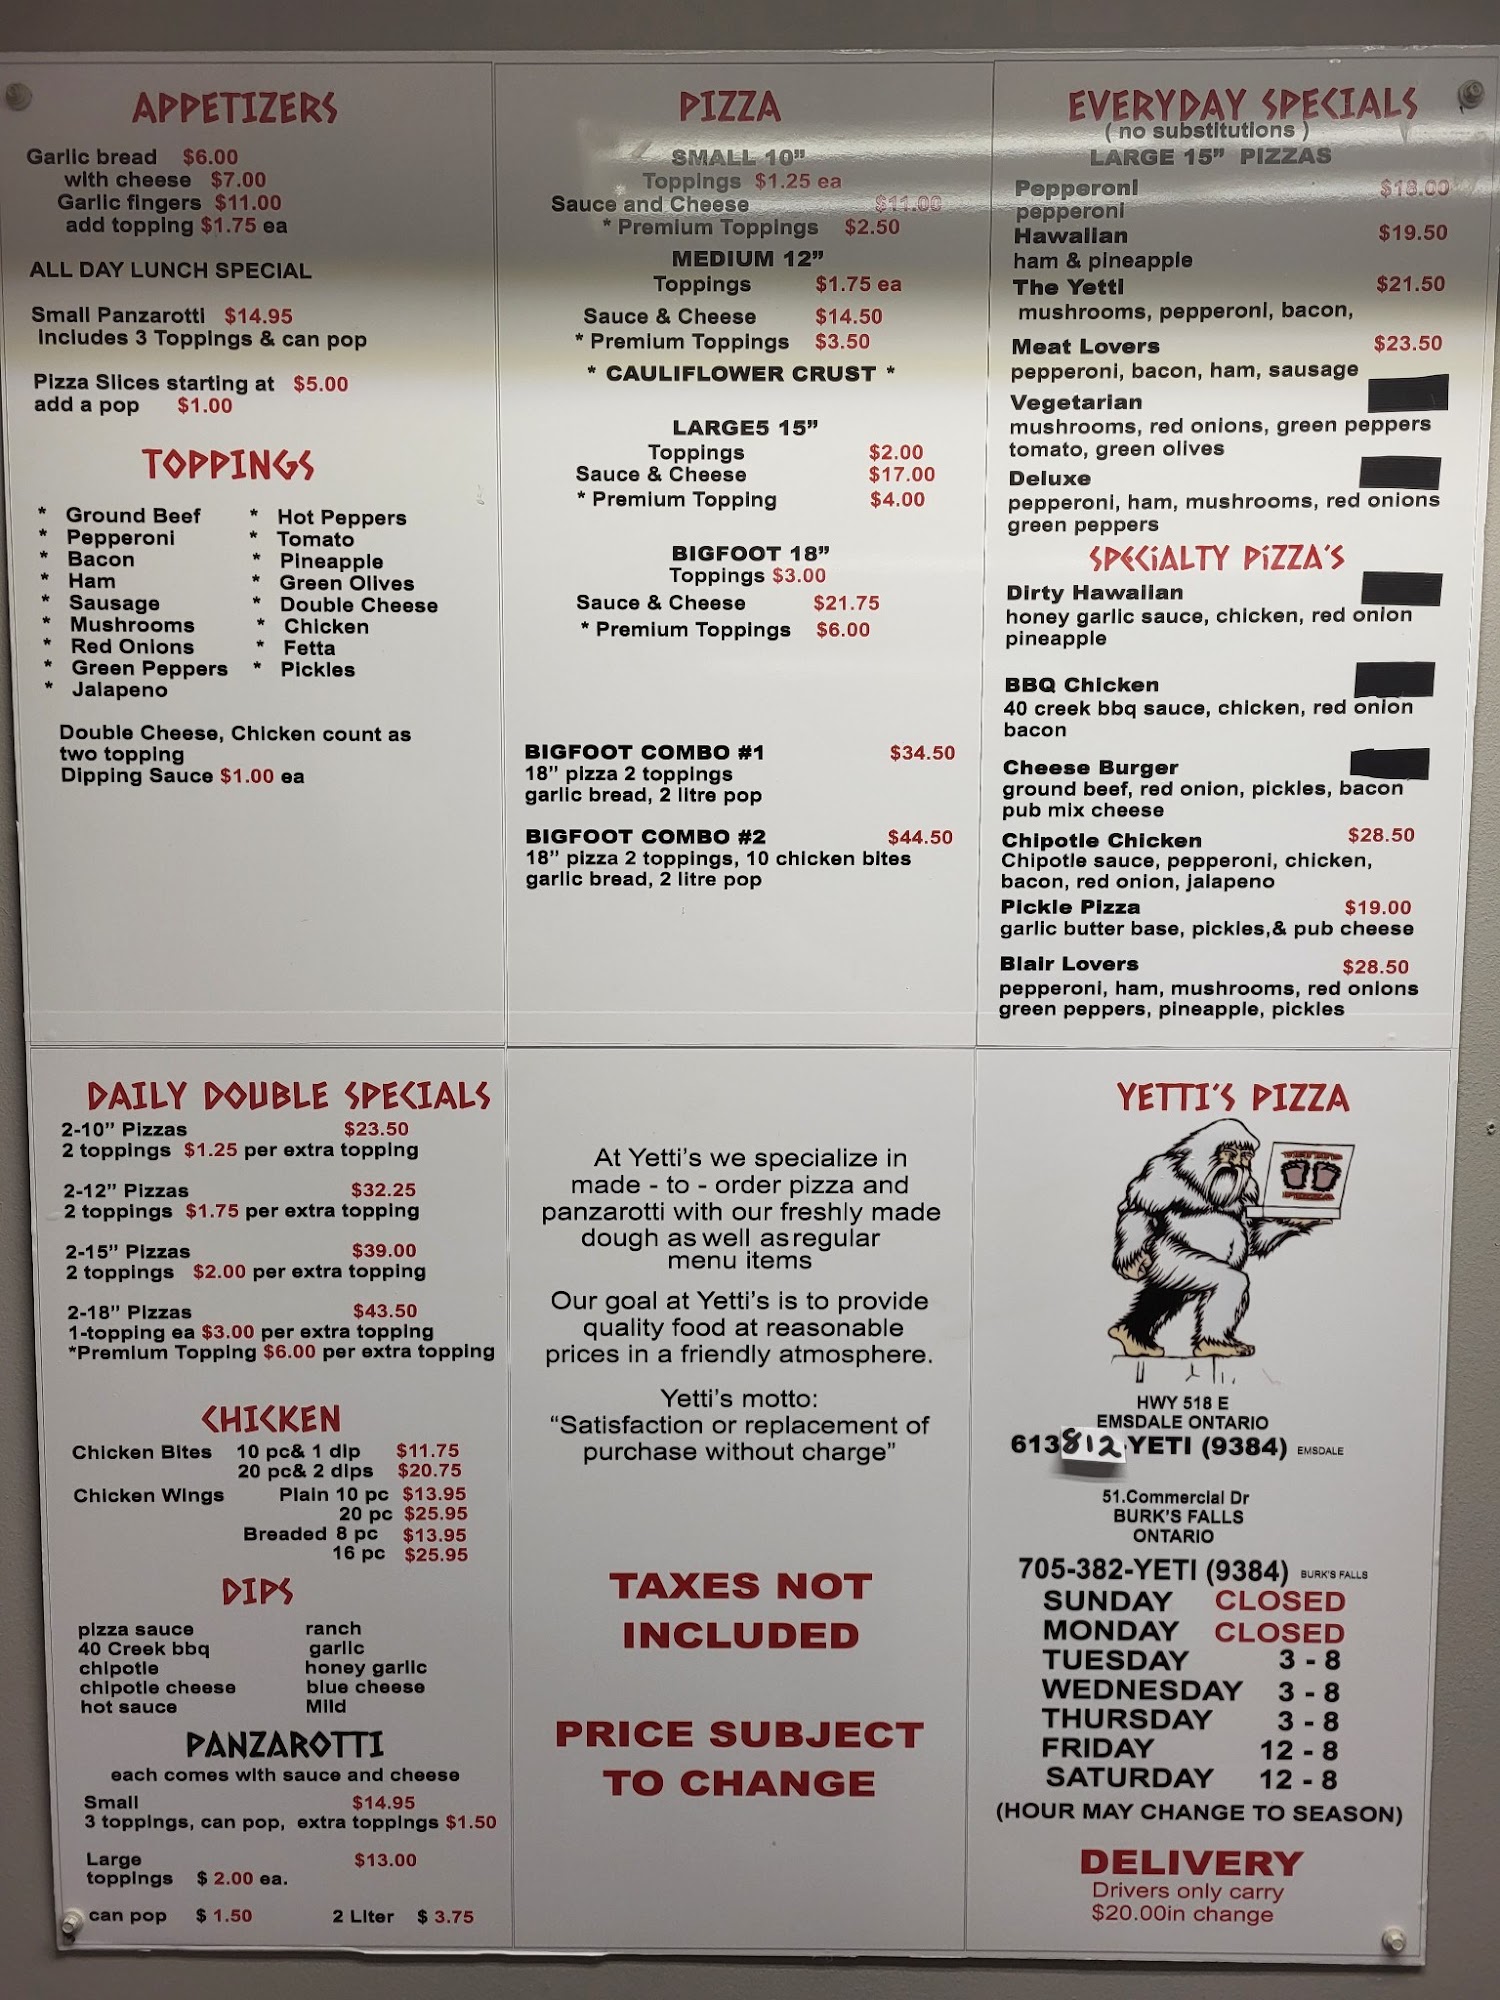 APPETIZERS
Garlic bread $6.00
with cheese $7.00
Garlic fingers $11.00
add topping $1.75 ea
ALL DAY LUNCH SPECIAL
Small Panzarotti $14.95
includes 3 Toppings & can pop
Pizza Slices starting at $5.00
add a pop $1.00
TOPPINGS
* Ground Beef * Hot Peppers
* Pepperoni * Tomato
* Bacon * Pineapple
* Ham * Green Olives
* Sausage * Double Cheese
* Mushrooms * Chicken
* Red Onions * Fetta
* Green Peppers * Pickles
* Jalapeno
Double Cheese, Chicken count as
two topping
Dipping Sauce $1.00 ea
PIZZA
SMALL 10”
Toppings $1.25 ea
Sauce and Cheese $11.00
* Premium Toppings $2.50
MEDIUM 12”
Toppings $1.75 ea
Sauce & Cheese $14.50
* Premium Toppings $3.50
* CAULIFLOWER CRUST *
LARGE5 15”
Toppings $2.00
Sauce & Cheese $17.00
* Premium Topping $4.00
BIGFOOT 18”
Toppings $3.00
Sauce & Cheese $21.75
* Premium Toppings $6.00
BIGFOOT COMBO #1 $34.50
18” pizza 2 toppings
garlic bread, 2 litre pop
BIGFOOT COMBO #2 $44.50
18” pizza 2 toppings, 10 chicken bites
garlic bread, 2 litre pop
EVERYDAY SPECIALS
( no substitutions )
LARGE 15” PIZZAS
Pepperoni $18.00
pepperoni
Hawaiian $19.50
ham & pineapple
The Yetti $21.50
mushrooms, pepperoni, bacon,
Meat Lovers $23.50
pepperoni, bacon, ham, sausage
Vegetarian
mushrooms, red onions, green peppers
tomato, green olives
Deluxe
pepperoni, ham, mushrooms, red onions
green peppers
SPECIALTY PIZZA'S
Dirty Hawaiian
honey garlic sauce, chicken, red onion
pineapple
BBQ Chicken
40 creek bbq sauce, chicken, red onion
bacon
Cheese Burger
ground beef, red onion, pickles, bacon
pub mix cheese
Chipotle Chicken $28.50
Chipotle sauce, pepperoni, chicken,
bacon, red onion, jalapeno
Pickle Pizza $19.00
garlic butter base, pickles,& pub cheese
Blair Lovers $28.50
pepperoni, ham, mushrooms, red onions
green peppers, pineapple, pickles
DAILY DOUBLE SPECIALS
2-10” Pizzas $23.50
2 toppings $1.25 per extra topping
2-12” Pizzas $32.25
2 toppings $1.75 per extra topping
2-15” Pizzas $39.00
2 toppings $2.00 per extra topping
2-18” Pizzas $43.50
1-topping ea $3.00 per extra topping
*Premium Topping $6.00 per extra topping
CHICKEN
Chicken Bites 10 pc& 1 dip $11.75
20 pc& 2 dips $20.75
Chicken Wings Plain 10 pc $13.95
20 pc $25.95
Breaded 8 pc $13.95
16 pc $25.95
DIPS
pizza sauce ranch
40 Creek bbq garlic
chipotle honey garlic
chipotle cheese blue cheese
hot sauce Mild
PANZAROTTI
each comes with sauce and cheese
Small $14.95
3 toppings, can pop, extra toppings $1.50
Large $13.00
toppings $ 2.00 ea.
can pop $ 1.50 2 Liter $ 3.75
At Yetti's we specialize in
made - to - order pizza and
panzarotti with our freshly made
dough as well as regular
menu items
Our goal at Yetti's is to provide
quality food at reasonable
prices in a friendly atmosphere.
Yetti's motto:
“Satisfaction or replacement of
purchase without charge”
TAXES NOT
INCLUDED
PRICE SUBJECT
TO CHANGE
YETTI'S PIZZA
YETTI'S
PIZZA
HWY 518 E
EMSDALE ONTARIO
613 812-YETI (9384) EMSDALE
51.Commercial Dr
BURK'S FALLS
ONTARIO
705-382-YETI (9384) BURK'S FALLS
SUNDAY CLOSED
MONDAY CLOSED
TUESDAY 3 - 8
WEDNESDAY 3 - 8
THURSDAY 3 - 8
FRIDAY 12 - 8
SATURDAY 12 - 8
(HOUR MAY CHANGE TO SEASON)
DELIVERY
Drivers only carry
$20.00in change